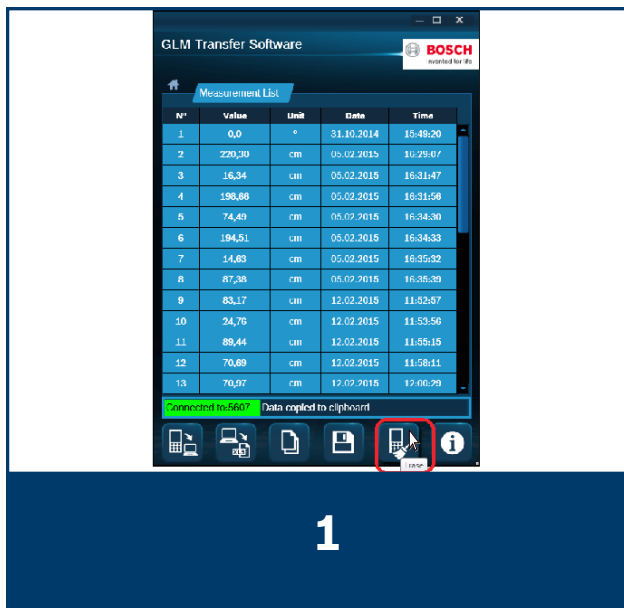 GLM Transfer Software
BOSCH
Invented for life
Measurement List
N° Value Unit Date Time
1 0,0 ° 31.10.2014 15:49:20
2 220,30 cm 05.02.2015 16:29:07
3 16,34 cm 05.02.2015 16:31:47
4 198,66 cm 05.02.2015 16:31:56
5 74,49 cm 05.02.2015 16:34:30
6 194,51 cm 05.02.2015 16:34:33
7 14,63 cm 05.02.2015 16:35:32
8 87,38 cm 05.02.2015 16:35:39
9 83,17 cm 12.02.2015 11:52:57
10 24,76 cm 12.02.2015 11:53:56
11 89,44 cm 12.02.2015 11:55:15
12 70,69 cm 12.02.2015 11:58:11
13 70,97 cm 12.02.2015 12:00:29
Connected to:5607 Data copied to clipboard
XLS
Erase
1